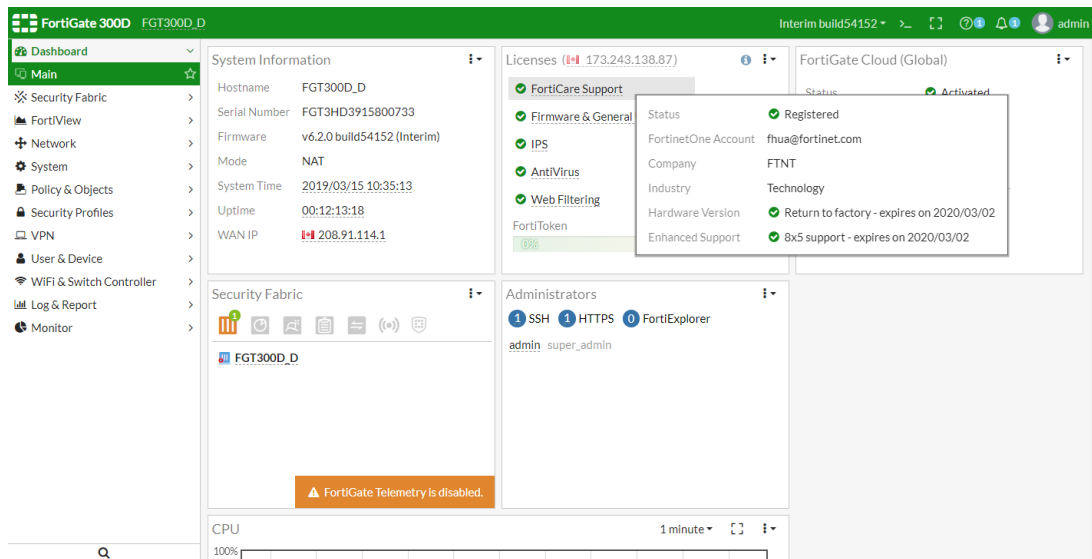 FortiGate 300D FGT300D_D
Interim build54152 >_ 1 1 admin
Dashboard
Main
Security Fabric
FortiView
Network
System
Policy & Objects
Security Profiles
VPN
User & Device
WiFi & Switch Controller
Log & Report
Monitor
System Information
Hostname FGT300D_D
Serial Number FGT3HD3915800733
Firmware v6.2.0 build54152 (Interim)
Mode NAT
System Time 2019/03/15 10:35:13
Uptime 00:12:13:18
WAN IP 208.91.114.1
Licenses (173.243.138.87)
FortiCare Support
Firmware & General
IPS
AntiVirus
Web Filtering
FortiToken
0%
FortiGate Cloud (Global)
Status Activated
Status Registered
FortinetOne Account fhua@fortinet.com
Company FTNT
Industry Technology
Hardware Version Return to factory - expires on 2020/03/02
Enhanced Support 8x5 support - expires on 2020/03/02
Security Fabric
1
FGT300D_D
FortiGate Telemetry is disabled.
Administrators
1 SSH 1 HTTPS 0 FortiExplorer
admin super_admin
CPU 1 minute
100%